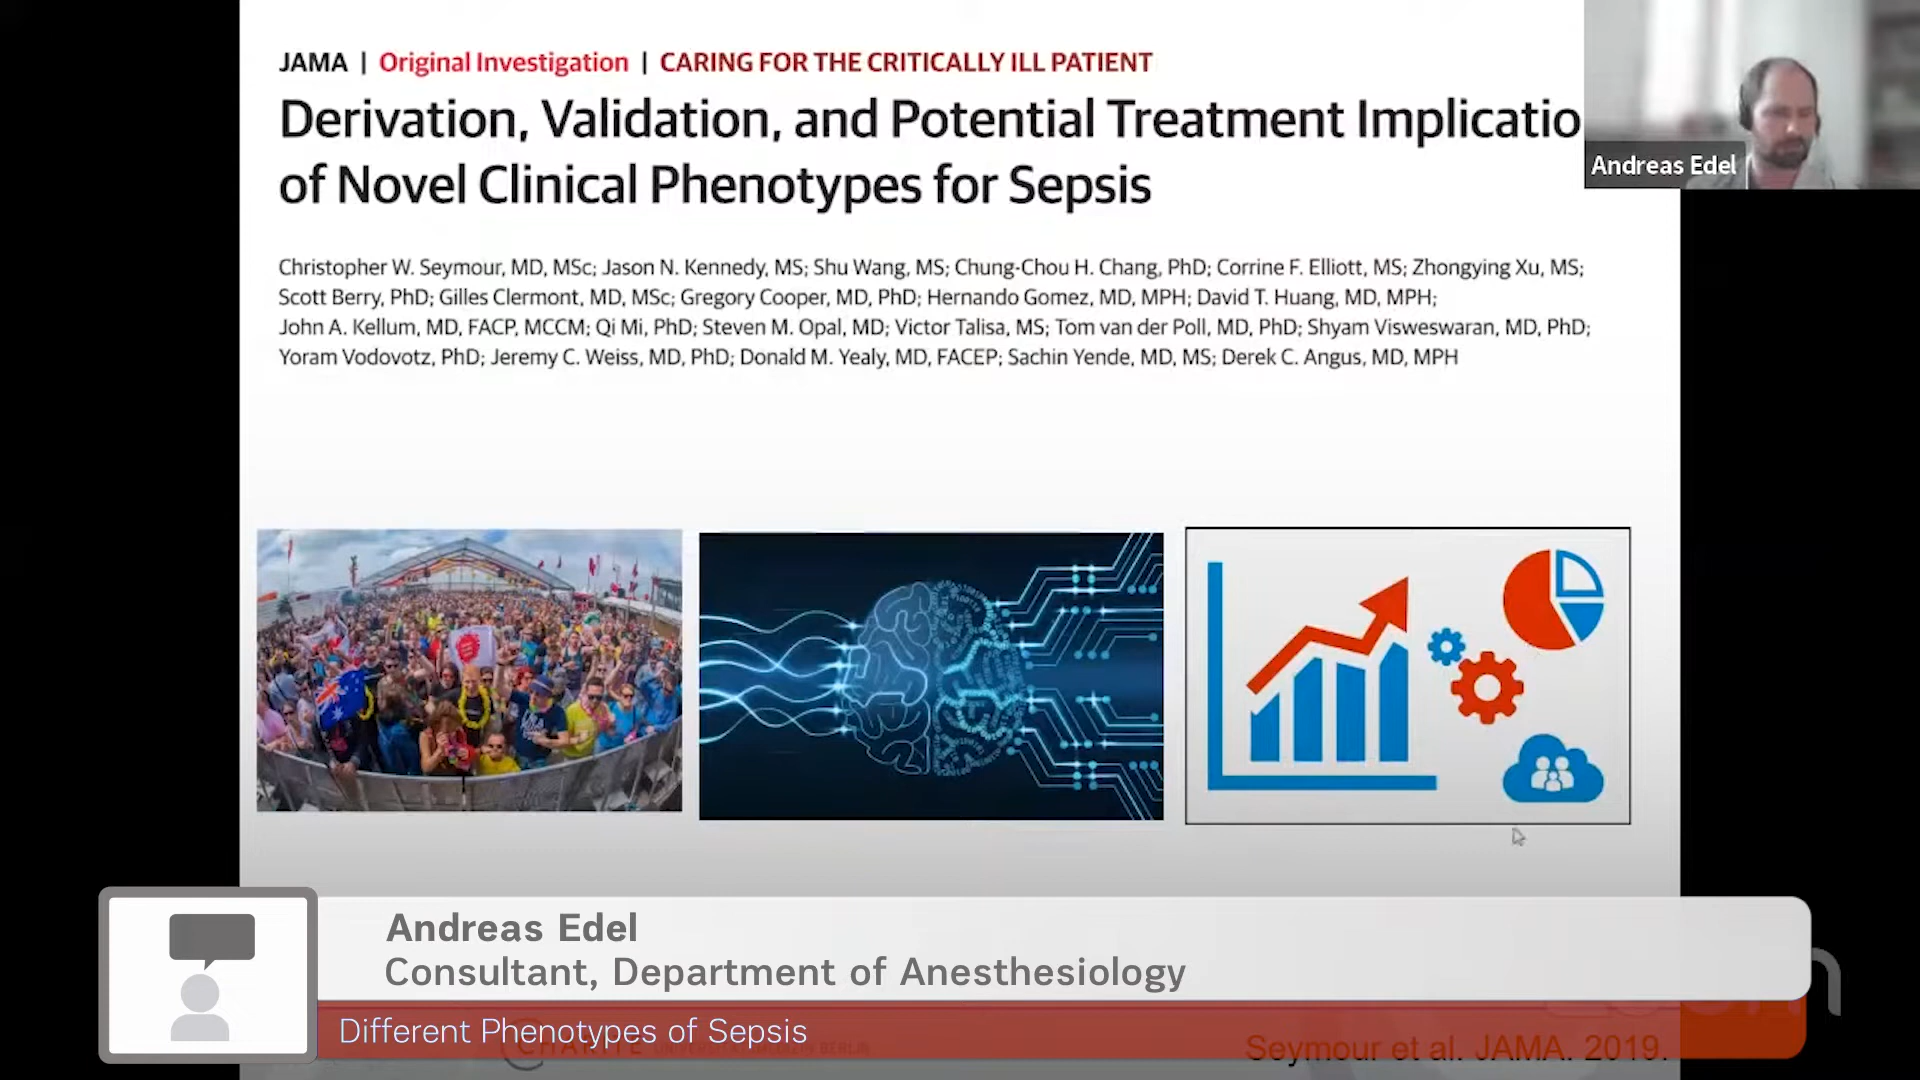 JAMA | Original Investigation | CARING FOR THE CRITICALLY ILL PATIENT
Derivation, Validation, and Potential Treatment Implicatio
of Novel Clinical Phenotypes for Sepsis
Andreas Edel
Christopher W. Seymour, MD, MSc; Jason N. Kennedy, MS; Shu Wang, MS; Chung-Chou H. Chang, PhD; Corrine F. Elliott, MS; Zhongying Xu, MS;
Scott Berry, PhD; Gilles Clermont, MD, MSc; Gregory Cooper, MD, PhD; Hernando Gomez, MD, MPH; David T. Huang, MD, MPH;
John A. Kellum, MD, FACP, MCCM; Qi Mi, PhD; Steven M. Opal, MD; Victor Talisa, MS; Tom van der Poll, MD, PhD; Shyam Visweswaran, MD, PhD;
Yoram Vodovotz, PhD; Jeremy C. Weiss, MD, PhD; Donald M. Yealy, MD, FACEP; Sachin Yende, MD, MS; Derek C. Angus, MD, MPH
Andreas Edel
Consultant, Department of Anesthesiology
Different Phenotypes of Sepsis
CHARITÉ UNIVERSITÄTSMEDIZIN BERLIN
Seymour et al. JAMA. 2019.